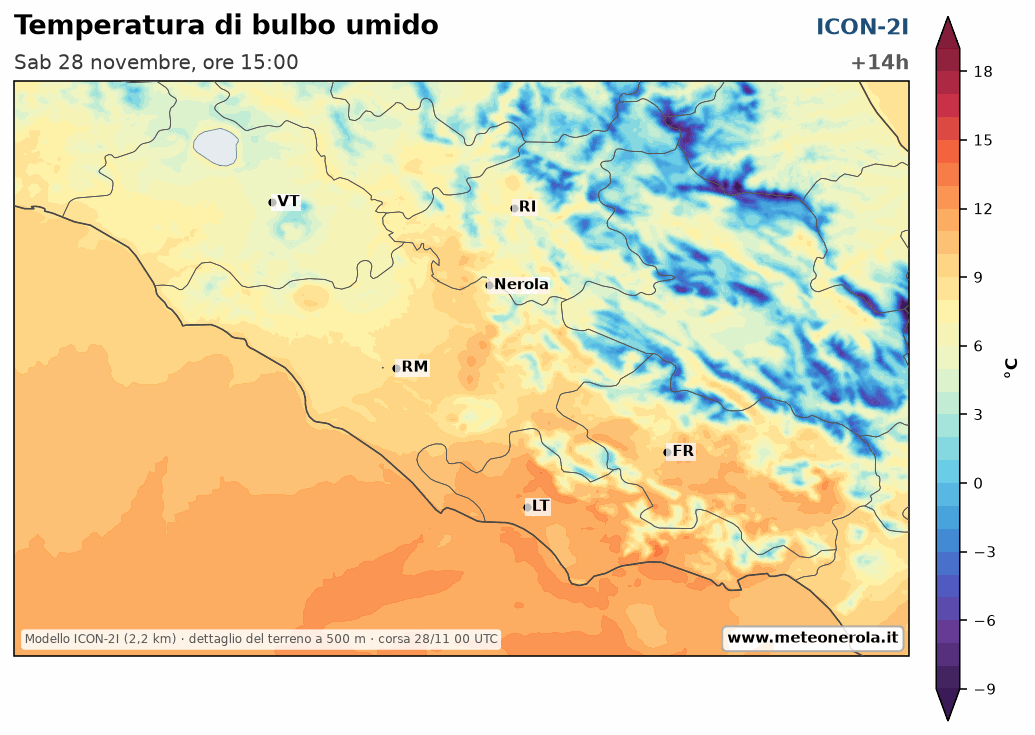 Temperatura di bulbo umido
ICON-2I
Sab 28 novembre, ore 15:00
+14h
VT
RI
Nerola
RM
FR
LT
Modello ICON-2I (2,2 km) · dettaglio del terreno a 500 m · corsa 28/11 00 UTC
www.meteonerola.it
18
15
12
9
6
3
0
−3
−6
−9
°C